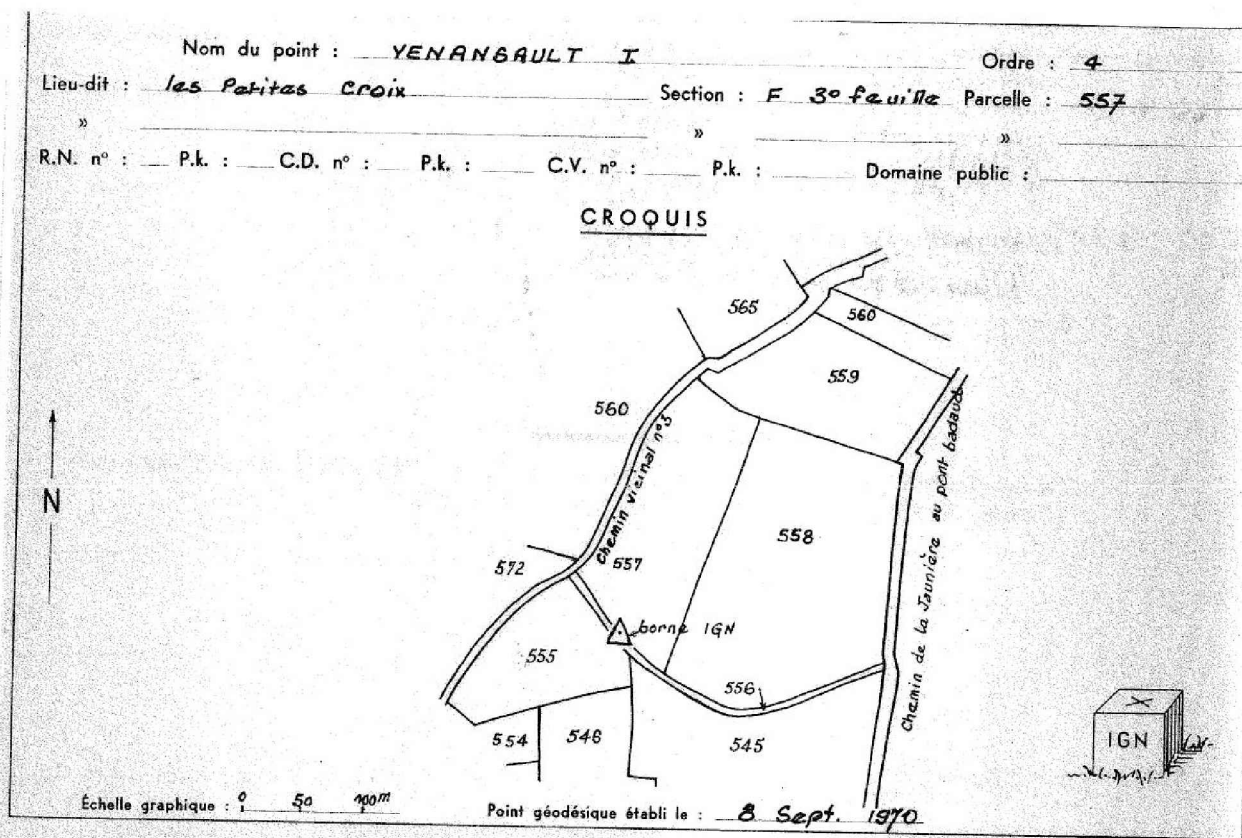 Nom du point : YENANSAULT I Ordre : 4
Lieu-dit : les Petites Croix Section : F 3e feuille Parcelle : 557
» » »
R.N. n° : P.k. : C.D. n° : P.k. : C.V. n° : P.k. : Domaine public :
CROQUIS
565
560
559
560
Chemin vicinal n°3
Chemin de la Jaunière au pont badaud
N
558
572
557
borne IGN
555
556
554
546
545
IGN
Échelle graphique : 0 50 100m
Point géodésique établi le : 8 Sept. 1970